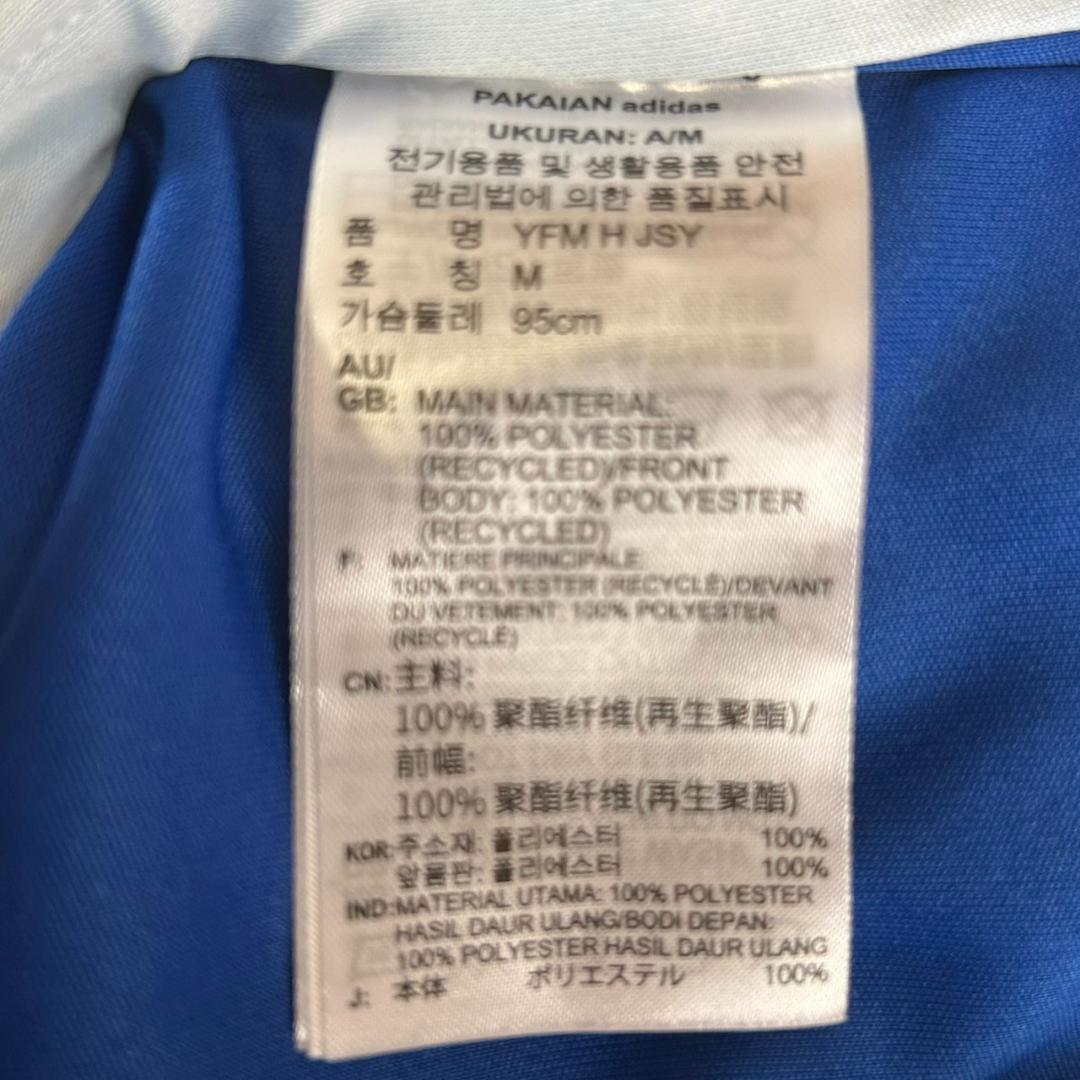 PAKAIAN adidas
UKURAN: A/M
전기용품 및 생활용품 안전
관리법에 의한 품질표시
품 명 YFM H JSY
호 칭 M
가슴둘레 95cm
AU/
GB: MAIN MATERIAL:
100% POLYESTER
(RECYCLED)/FRONT
BODY: 100% POLYESTER
(RECYCLED)
F: MATIERE PRINCIPALE:
100% POLYESTER (RECYCLÉ)/DEVANT
DU VETEMENT: 100% POLYESTER
(RECYCLÉ)
CN: 主料:
100% 聚酯纤维(再生聚酯)/
前幅:
100% 聚酯纤维(再生聚酯)
KOR: 주소재: 폴리에스터 100%
앞몸판: 폴리에스터 100%
IND: MATERIAL UTAMA: 100% POLYESTER
HASIL DAUR ULANG/BODI DEPAN:
100% POLYESTER HASIL DAUR ULANG
J: 本体 ポリエステル 100%